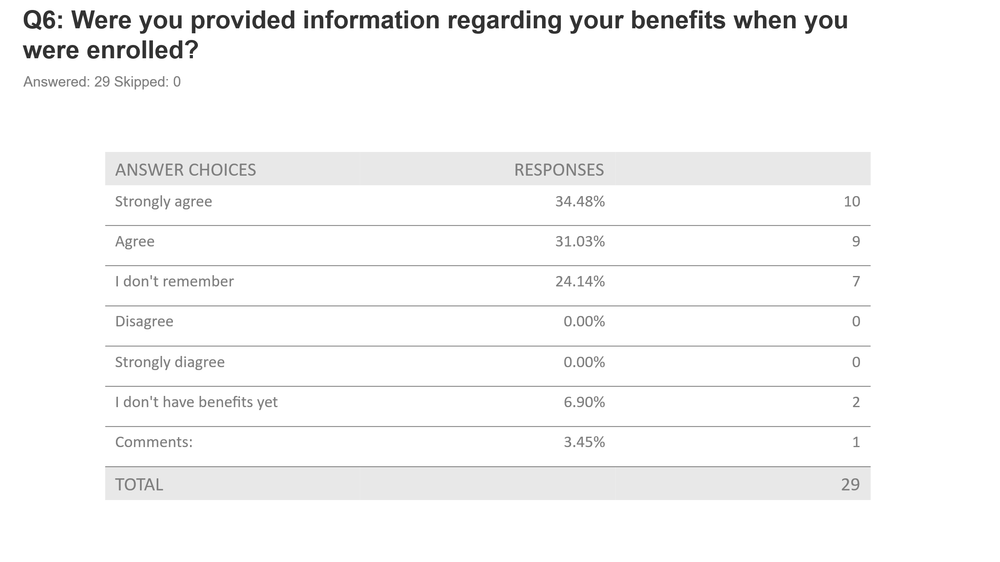 Q6: Were you provided information regarding your benefits when you
were enrolled?
Answered: 29 Skipped: 0
ANSWER CHOICES RESPONSES
Strongly agree 34.48% 10
Agree 31.03% 9
I don't remember 24.14% 7
Disagree 0.00% 0
Strongly diagree 0.00% 0
I don't have benefits yet 6.90% 2
Comments: 3.45% 1
TOTAL 29